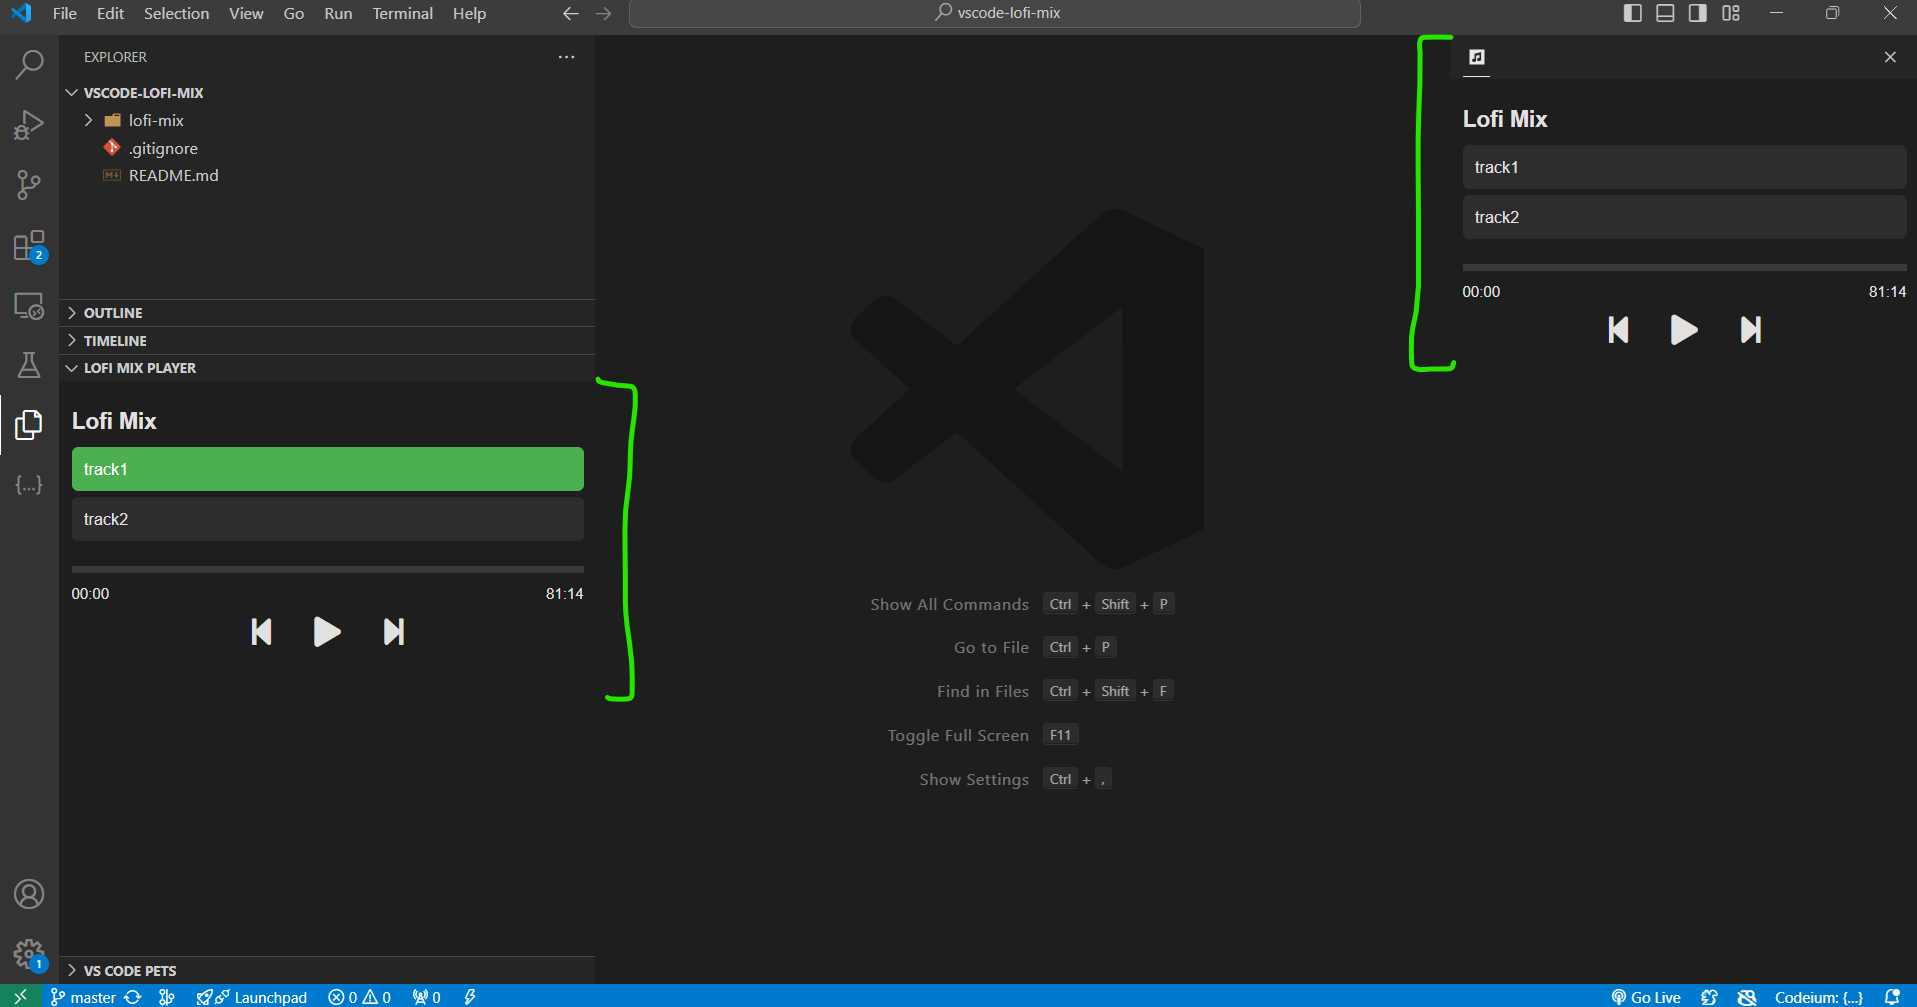 File Edit Selection View Go Run Terminal Help
vscode-lofi-mix
EXPLORER
VSCODE-LOFI-MIX
lofi-mix
.gitignore
README.md
OUTLINE
TIMELINE
LOFI MIX PLAYER
Lofi Mix
track1
track2
00:00 81:14
VS CODE PETS
2
{...}
1
Show All Commands Ctrl + Shift + P
Go to File Ctrl + P
Find in Files Ctrl + Shift + F
Toggle Full Screen F11
Show Settings Ctrl + ,
Lofi Mix
track1
track2
00:00 81:14
master Launchpad 0 0 0 Go Live Codeium: {...}